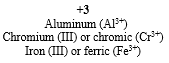 +3
Aluminum (Al³⁺)
Chromium (III) or chromic (Cr³⁺)
Iron (III) or ferric (Fe³⁺)